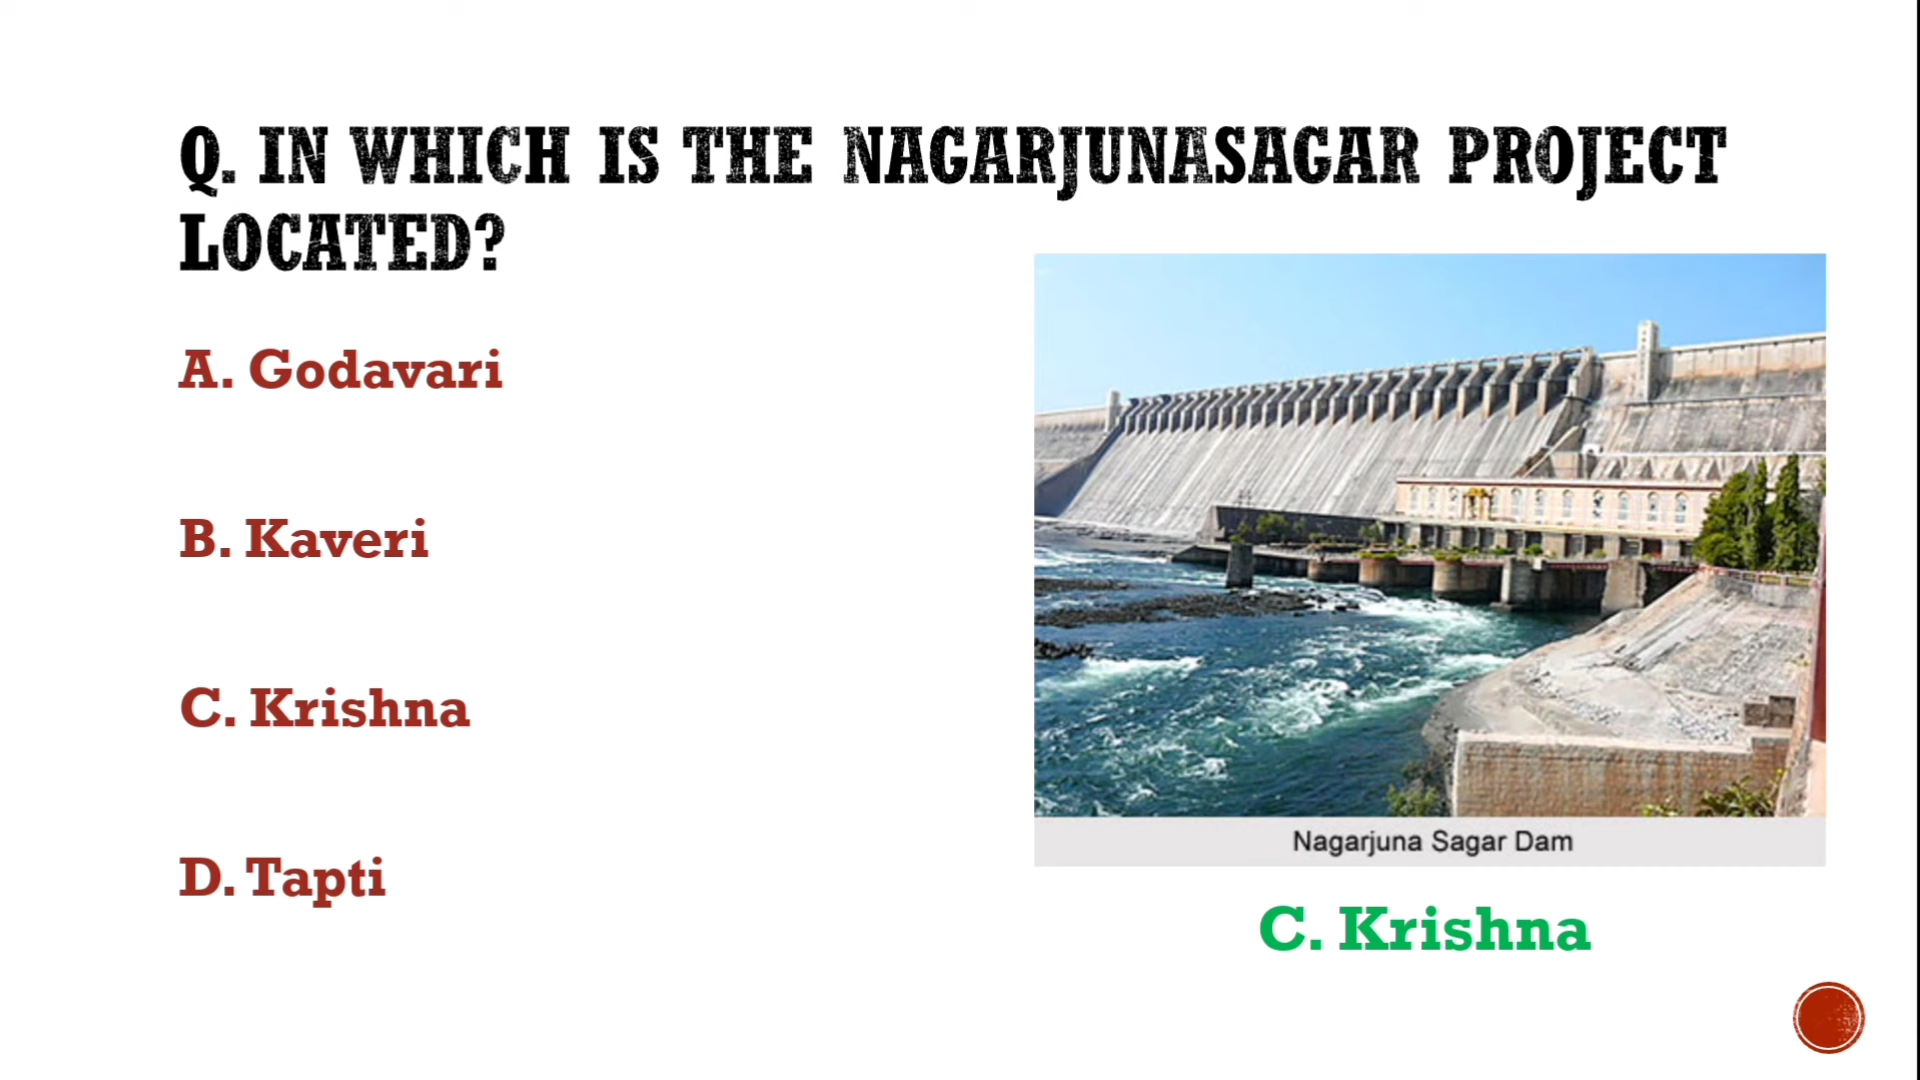 Q. IN WHICH IS THE NAGARJUNASAGAR PROJECT
LOCATED?
A. Godavari
B. Kaveri
C. Krishna
D. Tapti
Nagarjuna Sagar Dam
C. Krishna